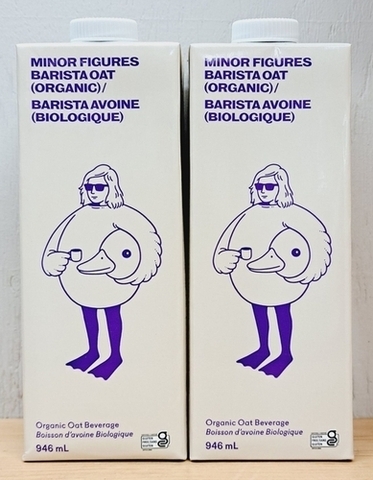 MINOR FIGURES
BARISTA OAT
(ORGANIC)/
BARISTA AVOINE
(BIOLOGIQUE)
Organic Oat Beverage
Boisson d'avoine Biologique
946 mL
MINOR FIGURES
BARISTA OAT
(ORGANIC)/
BARISTA AVOINE
(BIOLOGIQUE)
Organic Oat Beverage
Boisson d'avoine Biologique
946 mL